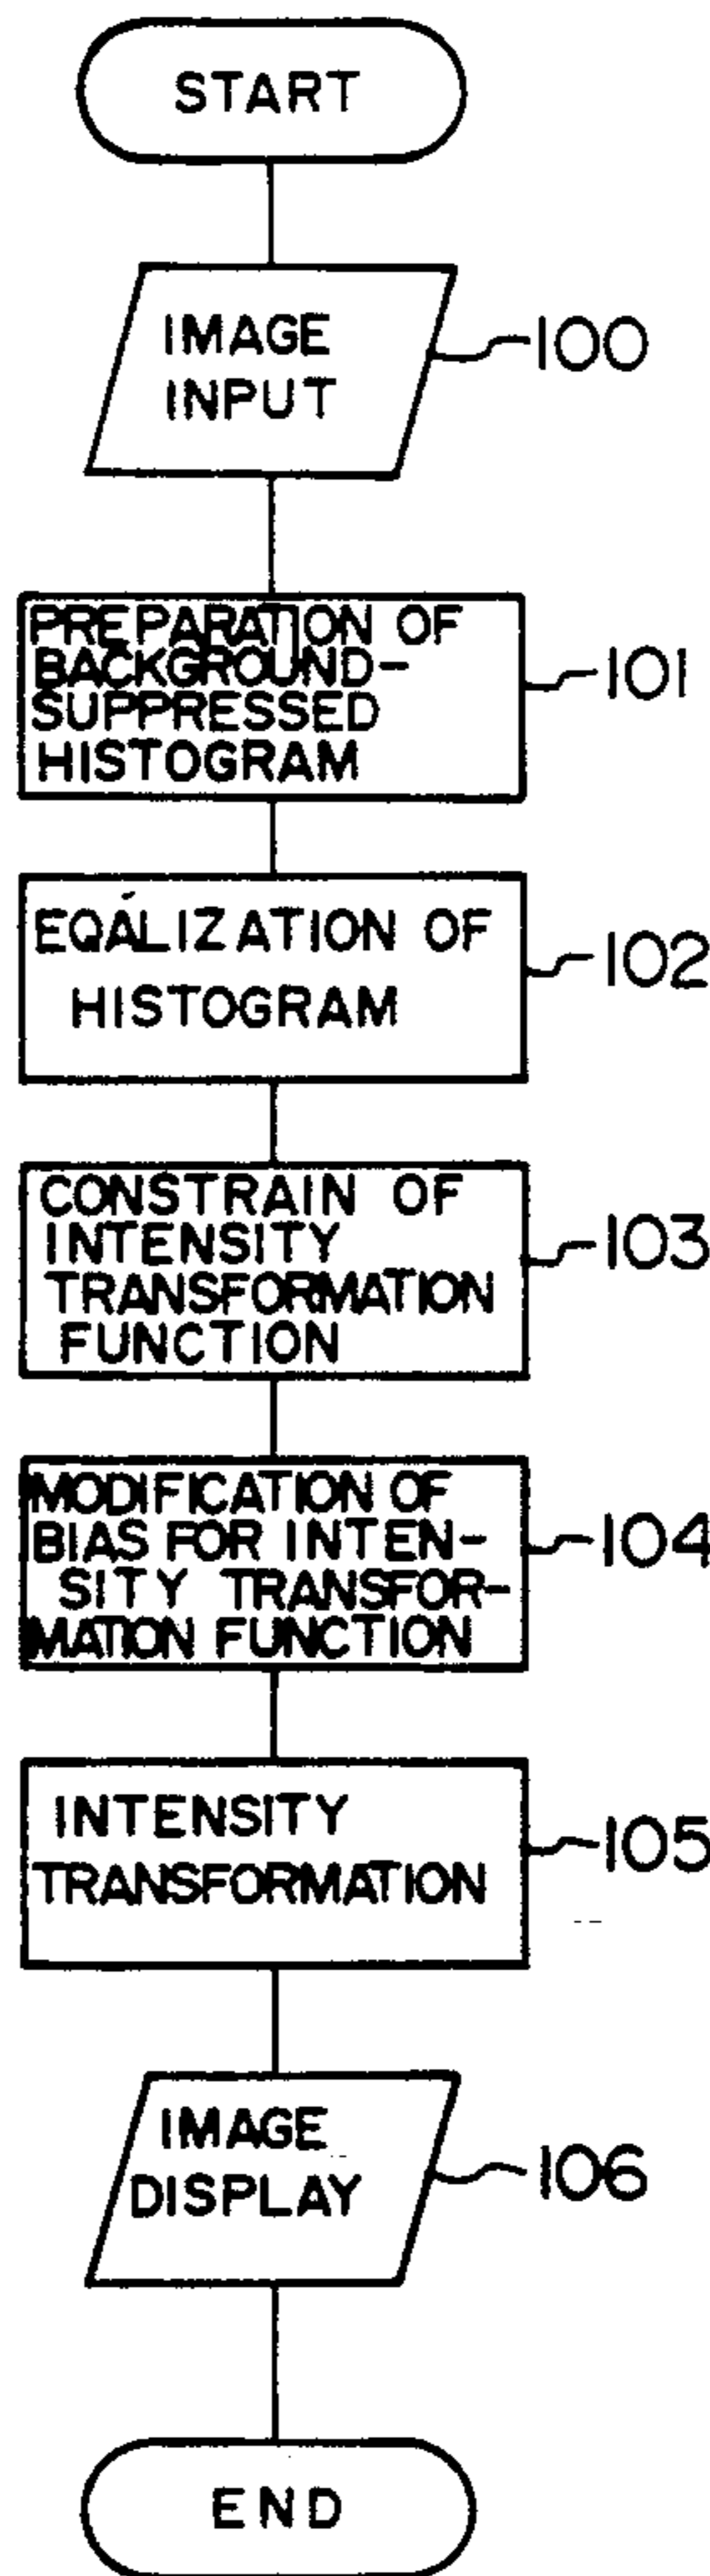 START
IMAGE
INPUT
100
PREPARATION OF
BACKGROUND-
SUPPRESSED
HISTOGRAM
101
EQALIZATION OF
HISTOGRAM
102
CONSTRAIN OF
INTENSITY
TRANSFORMATION
FUNCTION
103
MODIFICATION OF
BIAS FOR INTEN-
SITY TRANSFOR-
MATION FUNCTION
104
INTENSITY
TRANSFORMATION
105
IMAGE
DISPLAY
106
END